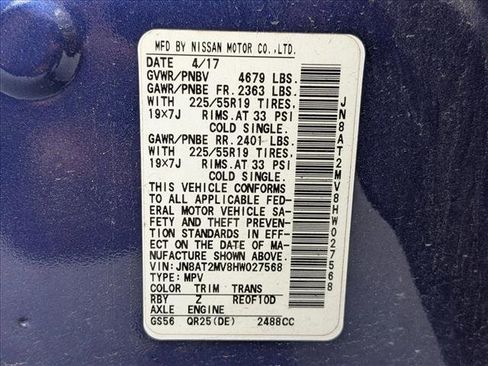 MFD BY NISSAN MOTOR CO.,LTD.
DATE 4/17
GVWR/PNBV 4679 LBS.
GAWR/PNBE FR. 2363 LBS.
WITH 225/55R19 TIRES,
19×7J RIMS.AT 33 PSI
COLD SINGLE.
GAWR/PNBE RR. 2401 LBS.
WITH 225/55R19 TIRES,
19×7J RIMS.AT 33 PSI
COLD SINGLE.
THIS VEHICLE CONFORMS
TO ALL APPLICABLE FED-
ERAL MOTOR VEHICLE SA-
FETY AND THEFT PREVEN-
TION STANDARDS IN EFF-
ECT ON THE DATE OF MA-
NUFACTURE SHOWN ABOVE.
VIN: JN8AT2MV8HW027568
TYPE: MPV
COLOR TRIM TRANS
RBY Z RE0F10D
AXLE ENGINE
GS56 QR25(DE) 2488CC
JN8AT2MV8HW027568